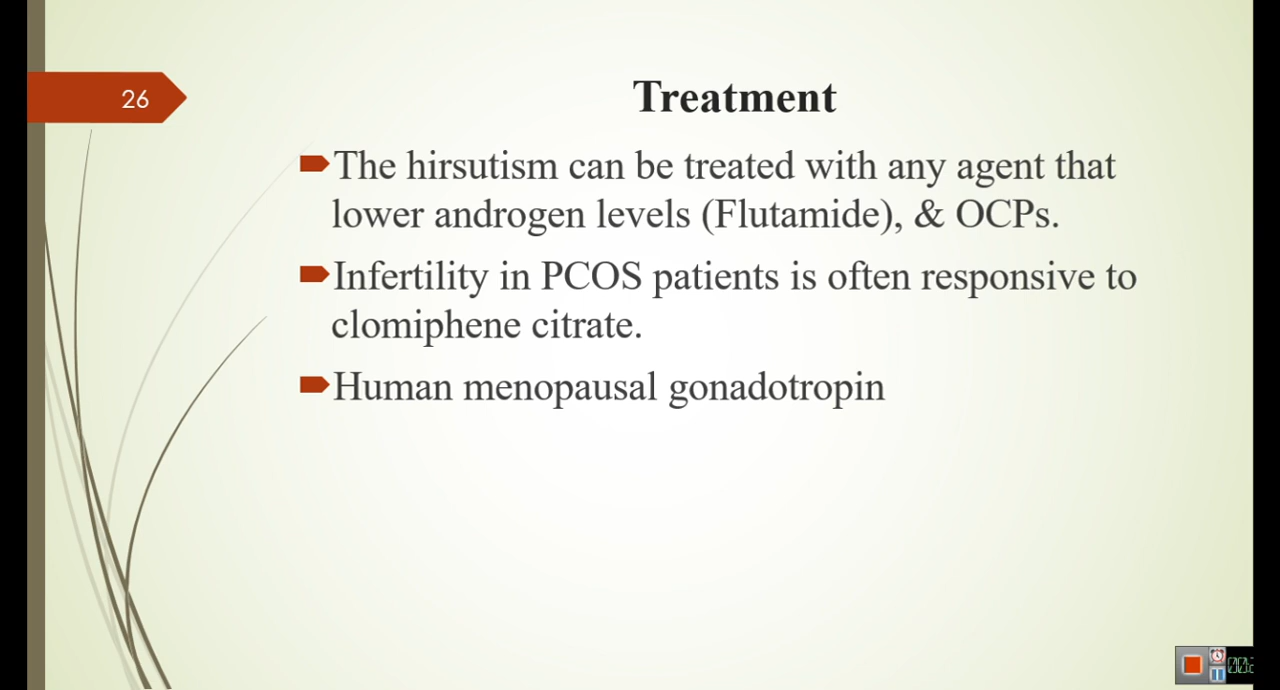 26
Treatment
The hirsutism can be treated with any agent that
lower androgen levels (Flutamide), & OCPs.
Infertility in PCOS patients is often responsive to
clomiphene citrate.
Human menopausal gonadotropin